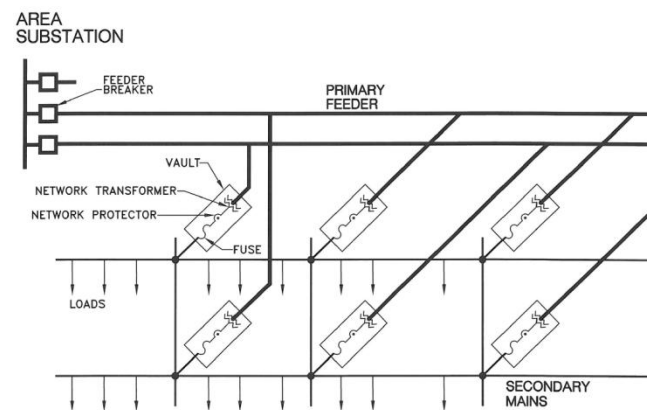 AREA
SUBSTATION
FEEDER
BREAKER
PRIMARY
FEEDER
VAULT
NETWORK TRANSFORMER
NETWORK PROTECTOR
FUSE
LOADS
SECONDARY
MAINS